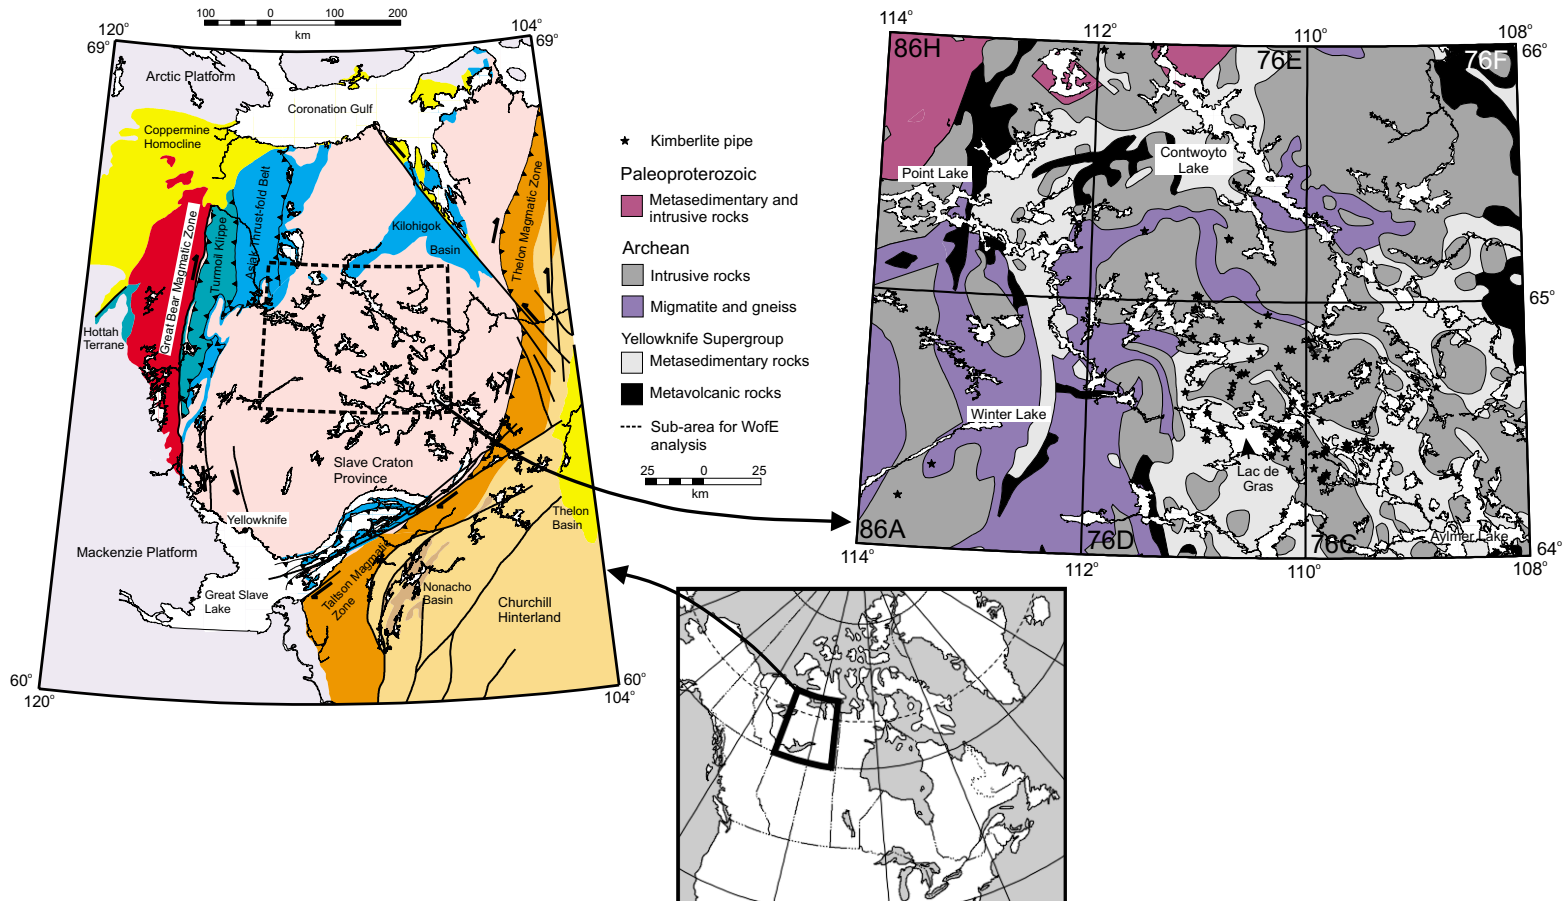 100 0 100 200
km
120°
69°
104°
69°
Arctic Platform
Coronation Gulf
Coppermine
Homocline
Great Bear Magmatic Zone
Turmoil Klippe
Asiak Thrust-fold Belt
Kilohigok
Basin
Thelon Magmatic Zone
Hottah
Terrane
Slave Craton
Province
Yellowknife
Thelon
Basin
Mackenzie Platform
Great Slave
Lake
Taltson Magmatic
Zone
Nonacho
Basin
Churchill
Hinterland
60°
120°
60°
104°
Kimberlite pipe
Paleoproterozoic
Metasedimentary and
intrusive rocks
Archean
Intrusive rocks
Migmatite and gneiss
Yellowknife Supergroup
Metasedimentary rocks
Metavolcanic rocks
Sub-area for WofE
analysis
25 0 25
km
114°
112°
110°
108°
66°
86H
76E
76F
Point Lake
Contwoyto
Lake
65°
Winter Lake
Lac de
Gras
86A
76D
76C
Aylmer Lake
64°
114°
112°
110°
108°